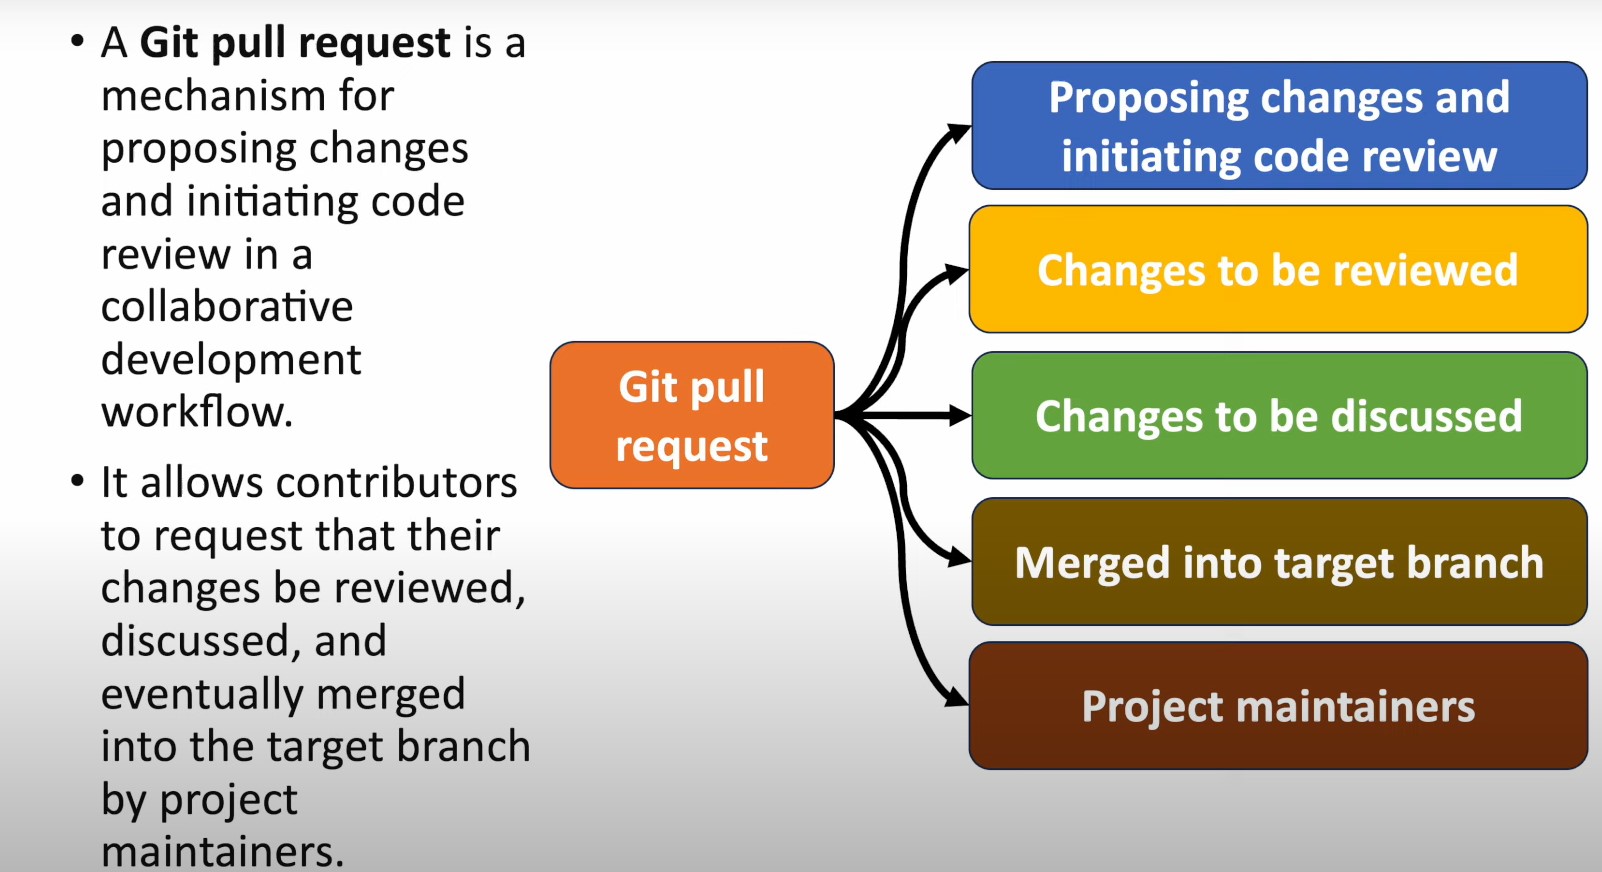 • A Git pull request is a
mechanism for
proposing changes
and initiating code
review in a
collaborative
development
workflow.
• It allows contributors
to request that their
changes be reviewed,
discussed, and
eventually merged
into the target branch
by project
maintainers.
Git pull
request
Proposing changes and
initiating code review
Changes to be reviewed
Changes to be discussed
Merged into target branch
Project maintainers